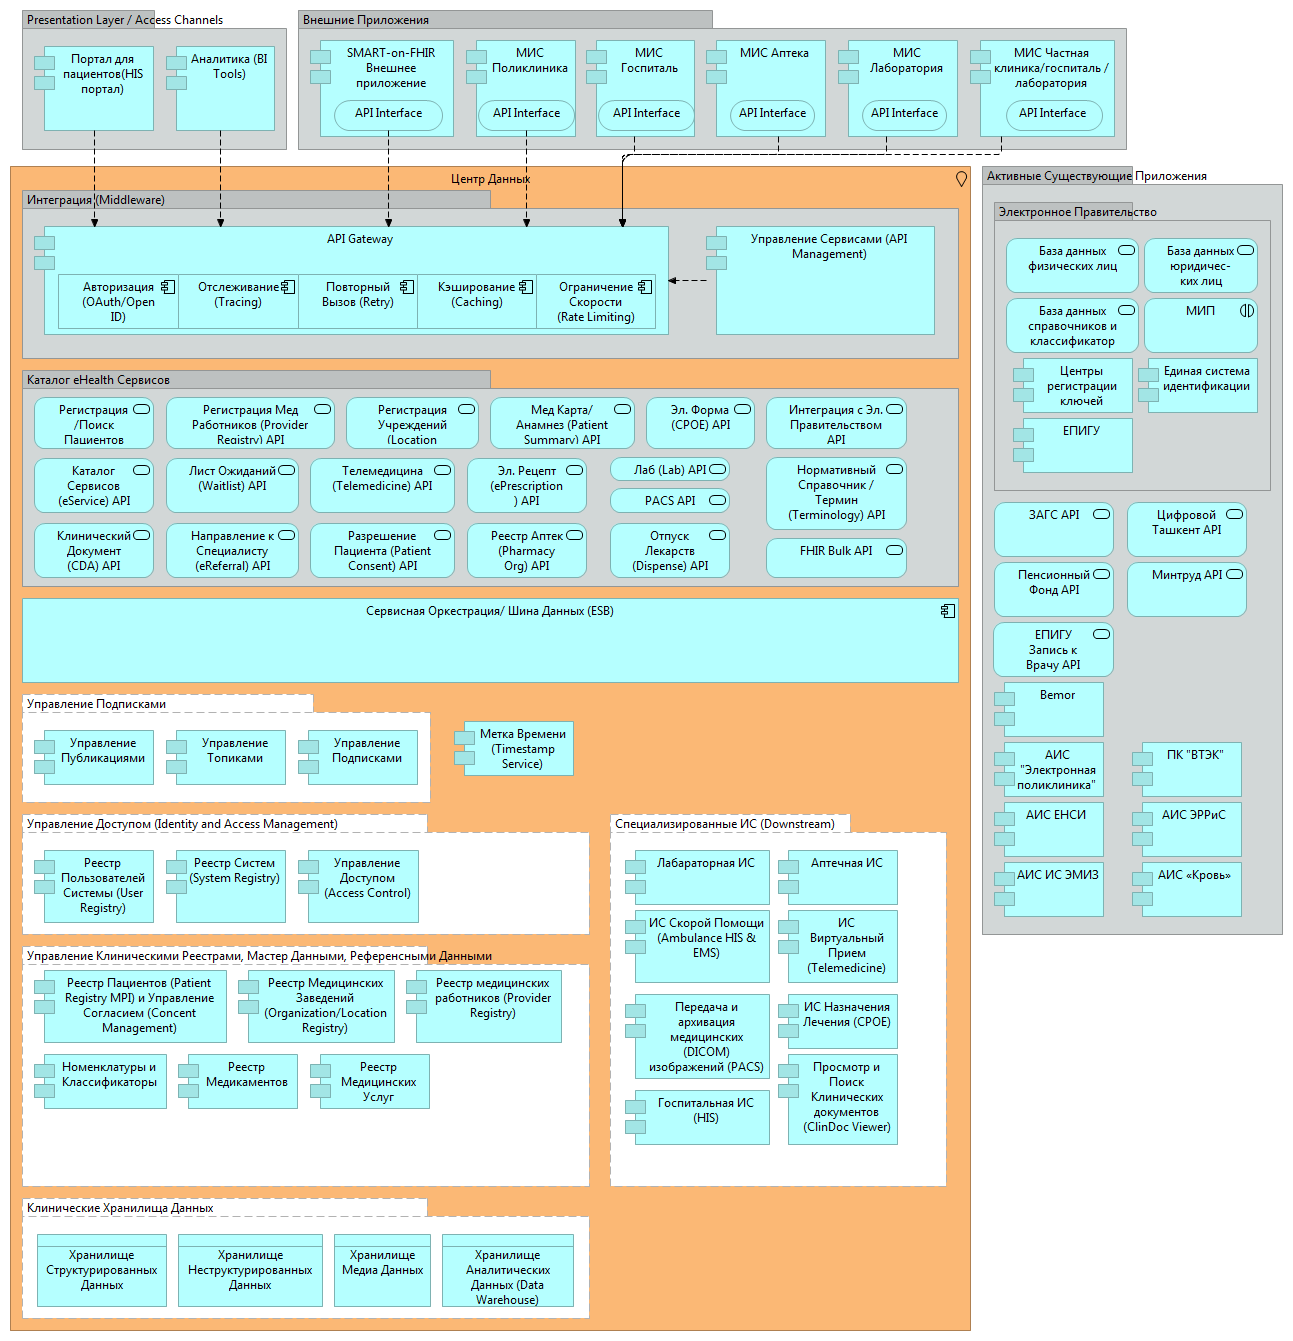 Presentation Layer / Access Channels
Портал для
пациентов(HIS
портал)
Аналитика (BI
Tools)
Внешние Приложения
SMART-on-FHIR
Внешнее
приложение
API Interface
МИС
Поликлиника
API Interface
МИС
Госпиталь
API Interface
МИС Аптека
API Interface
МИС
Лаборатория
API Interface
МИС Частная
клиника/госпиталь /
лаборатория
API Interface
Центр Данных
Интеграция (Middleware)
API Gateway
Авторизация
(OAuth/Open
ID)
Отслеживание
(Tracing)
Повторный
Вызов (Retry)
Кэширование
(Caching)
Ограничение
Скорости
(Rate Limiting)
Управление Сервисами (API
Management)
Каталог eHealth Сервисов
Регистрация
/Поиск
Пациентов
Регистрация Мед
Работников (Provider
Registry) API
Регистрация
Учреждений
(Location
Мед Карта/
Анамнез (Patient
Summary) API
Эл. Форма
(CPOE) API
Интеграция с Эл.
Правительством
API
Каталог
Сервисов
(eService) API
Лист Ожиданий
(Waitlist) API
Телемедицина
(Telemedicine) API
Эл. Рецепт
(ePrescription
) API
Лаб (Lab) API
PACS API
Нормативный
Справочник /
Термин
(Terminology) API
Клинический
Документ
(CDA) API
Направление к
Специалисту
(eReferral) API
Разрешение
Пациента (Patient
Consent) API
Реестр Аптек
(Pharmacy
Org) API
Отпуск
Лекарств
(Dispense) API
FHIR Bulk API
Сервисная Оркестрация/ Шина Данных (ESB)
Управление Подписками
Управление
Публикациями
Управление
Топиками
Управление
Подписками
Метка Времени
(Timestamp
Service)
Управление Доступом (Identity and Access Management)
Реестр
Пользователей
Системы (User
Registry)
Реестр Систем
(System Registry)
Управление
Доступом
(Access Control)
Управление Клиническими Реестрами, Мастер Данными, Референсными Данными
Реестр Пациентов (Patient
Registry MPI) и Управление
Согласием (Concent
Management)
Реестр Медицинских
Заведений
(Organization/Location
Registry)
Реестр медицинских
работников (Provider
Registry)
Номенклатуры и
Классификаторы
Реестр
Медикаментов
Реестр
Медицинских
Услуг
Специализированные ИС (Downstream)
Лабараторная ИС
Аптечная ИС
ИС Скорой Помощи
(Ambulance HIS &
EMS)
ИС
Виртуальный
Прием
(Telemedicine)
Передача и
архивация
медицинских
(DICOM)
изображений (PACS)
ИС Назначения
Лечения (CPOE)
Госпитальная ИС
(HIS)
Просмотр и
Поиск
Клинических
документов
(ClinDoc Viewer)
Клинические Хранилища Данных
Хранилище
Структурированных
Данных
Хранилище
Неструктурированных
Данных
Хранилище
Медиа Данных
Хранилище
Аналитических
Данных (Data
Warehouse)
Активные Существующие Приложения
Электронное Правительство
База данных
физических лиц
База данных
юридичес-
ких лиц
База данных
справочников и
классификатор
МИП
Центры
регистрации
ключей
Единая система
идентификации
ЕПИГУ
ЗАГС API
Цифровой
Ташкент API
Пенсионный
Фонд API
Минтруд API
ЕПИГУ
Запись к
Врачу API
Bemor
АИС
"Электронная
поликлиника"
ПК "ВТЭК"
АИС ЕНСИ
АИС ЭРРиС
АИС ИС ЭМИЗ
АИС «Кровь»